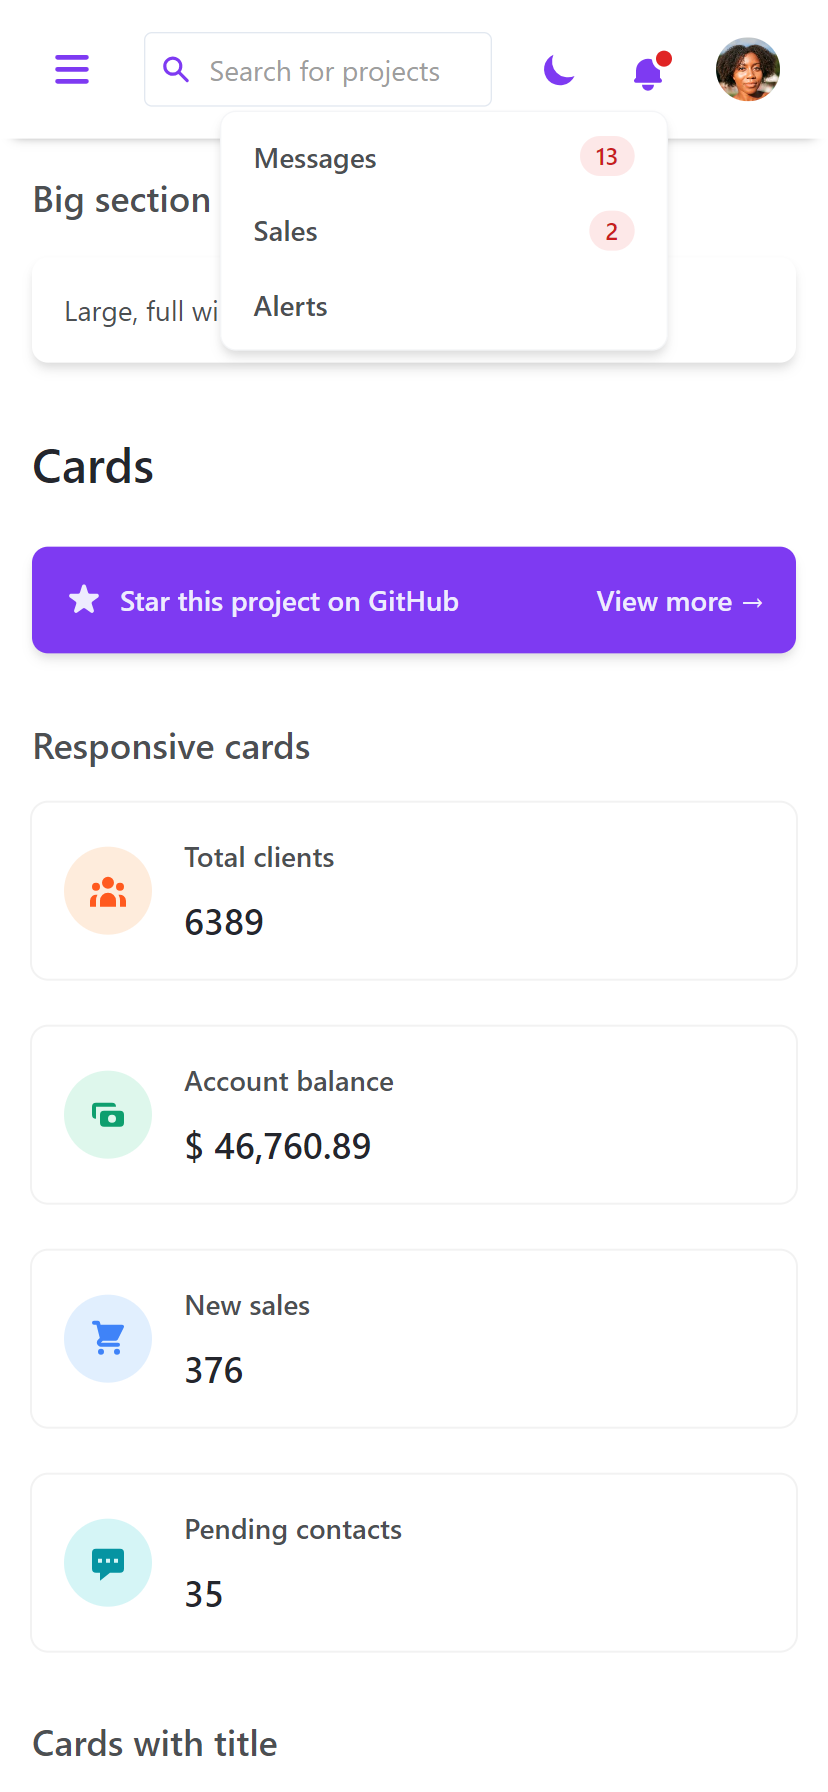 Search for projects
Messages 13
Sales 2
Alerts
Big section
Large, full wi
Cards
Star this project on GitHub View more →
Responsive cards
Total clients
6389
Account balance
$ 46,760.89
New sales
376
Pending contacts
35
Cards with title